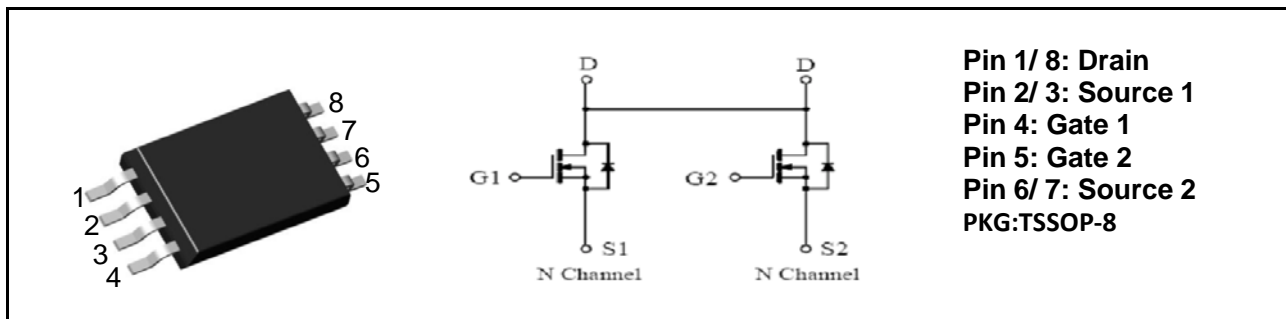 8
7
6
5
1
2
3
4
D D
G1 G2
S1 S2
N Channel N Channel
Pin 1/ 8: Drain
Pin 2/ 3: Source 1
Pin 4: Gate 1
Pin 5: Gate 2
Pin 6/ 7: Source 2
PKG:TSSOP-8